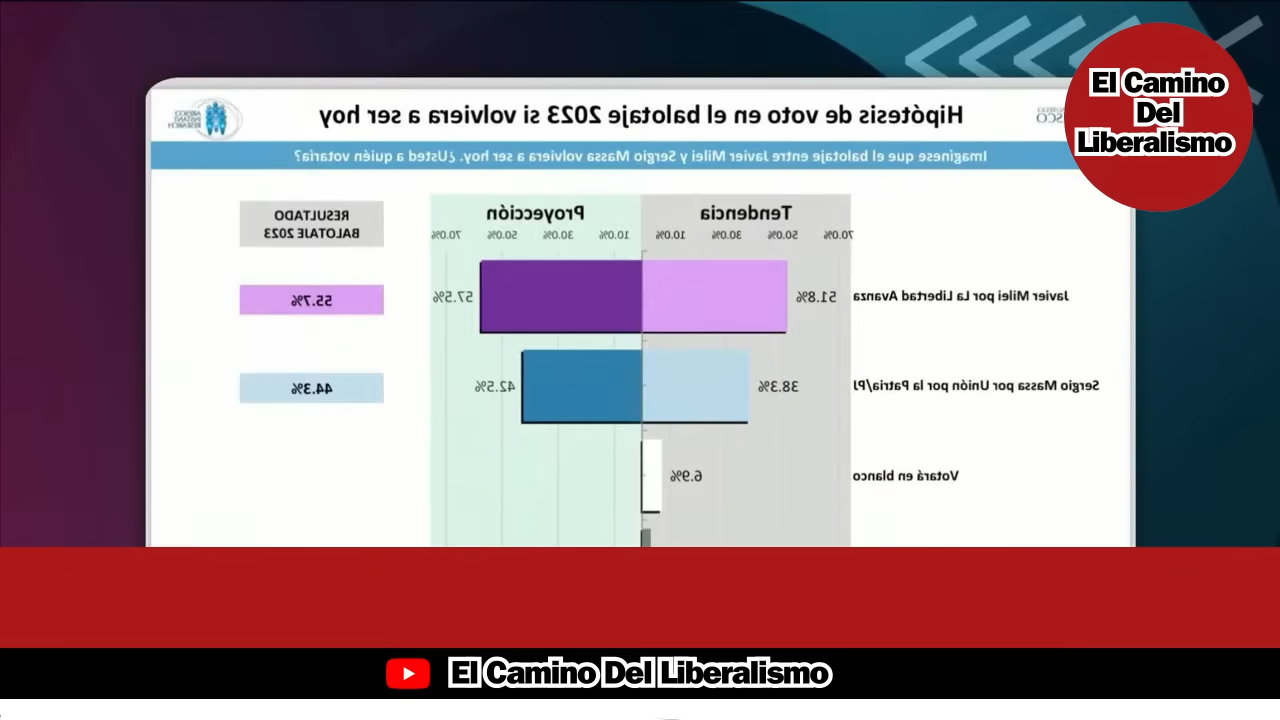 Hipótesis de voto en el balotaje 2023 si volviera a ser hoy
Imagínese que el balotaje entre Javier Milei y Sergio Massa volviera a ser hoy. ¿Usted a quién votaría?
El Camino
Del
Liberalismo
Tendencia
Proyección
RESULTADO
BALOTAJE 2023
70.0% 50.0% 30.0% 10.0% 10.0% 30.0% 50.0% 70.0%
Javier Milei por La Libertad Avanza 51.8% 57.5% 55.7%
Sergio Massa por Unión por la Patria/PJ 38.3% 42.5% 44.3%
Votará en blanco 6.9%
El Camino Del Liberalismo